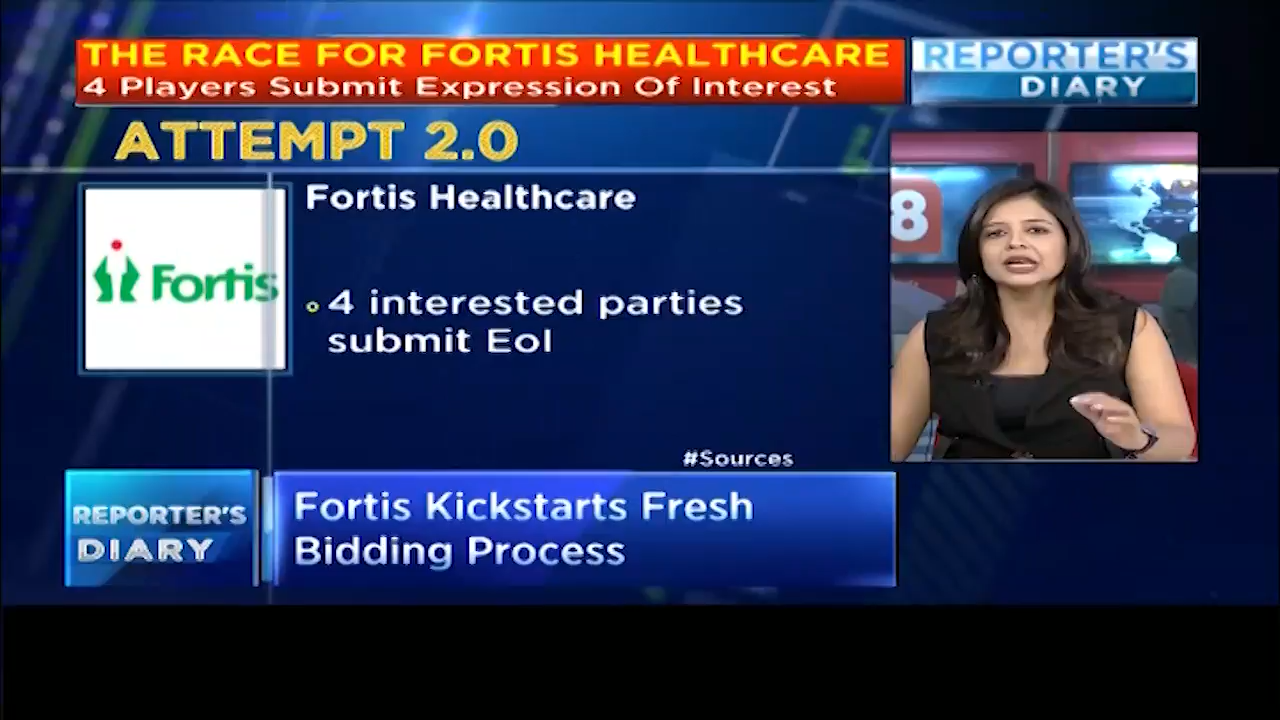 THE RACE FOR FORTIS HEALTHCARE
4 Players Submit Expression Of Interest
REPORTER'S
DIARY
ATTEMPT 2.0
Fortis Healthcare
Fortis
4 interested parties
submit EoI
8
#Sources
REPORTER'S
DIARY
Fortis Kickstarts Fresh
Bidding Process